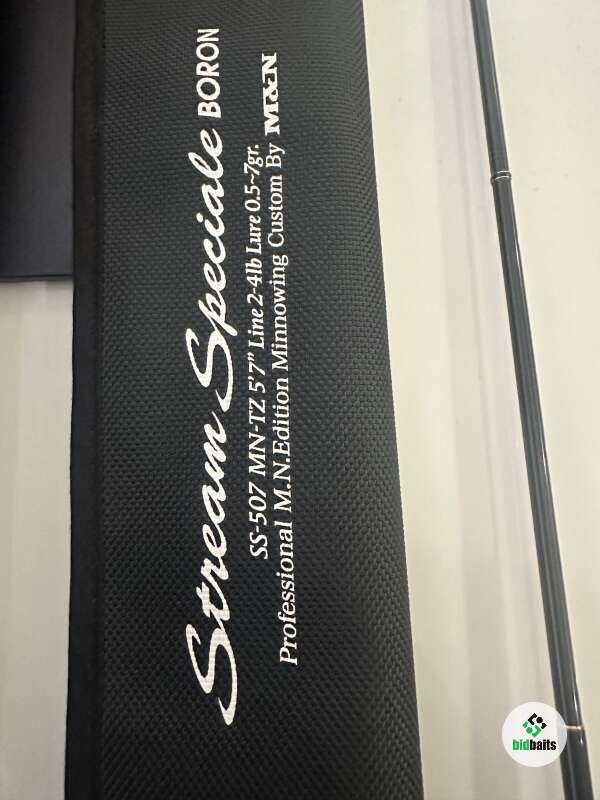 Stream Speciale BORON
SS-507 MN-TZ 5'7" Line 2-4lb Lure 0.5~7gr.
Professional M.N.Edition Minnowing Custom By M&N
bidbaits